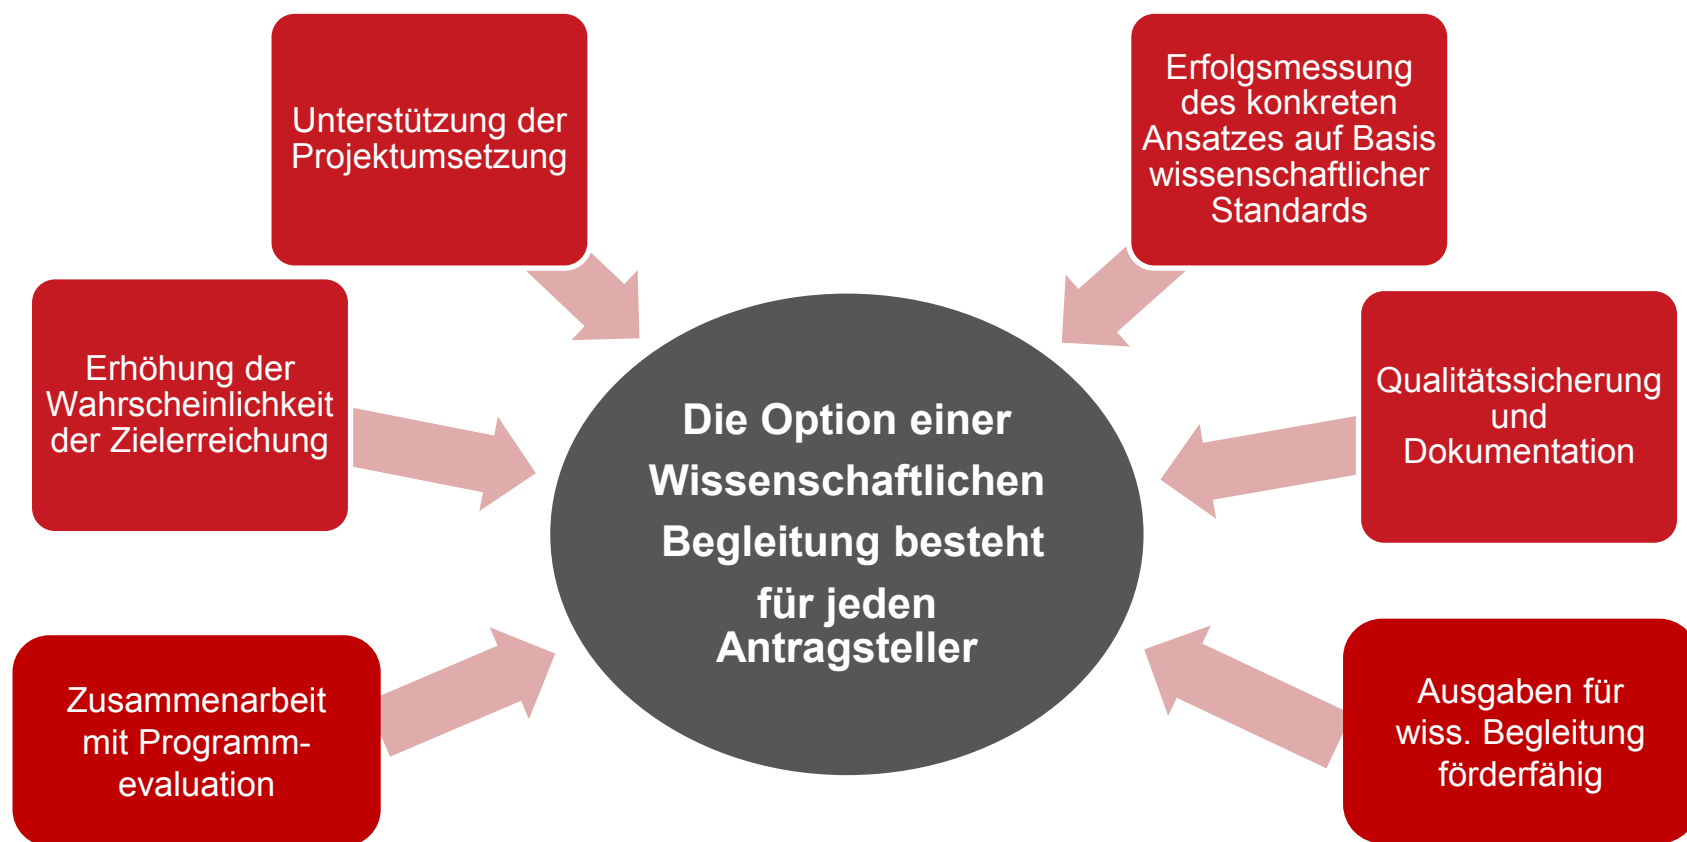 Unterstützung der
Projektumsetzung
Erfolgsmessung
des konkreten
Ansatzes auf Basis
wissenschaftlicher
Standards
Erhöhung der
Wahrscheinlichkeit
der Zielerreichung
Die Option einer
Wissenschaftlichen
Begleitung besteht
für jeden
Antragsteller
Qualitätssicherung
und
Dokumentation
Zusammenarbeit
mit Programm-
evaluation
Ausgaben für
wiss. Begleitung
förderfähig